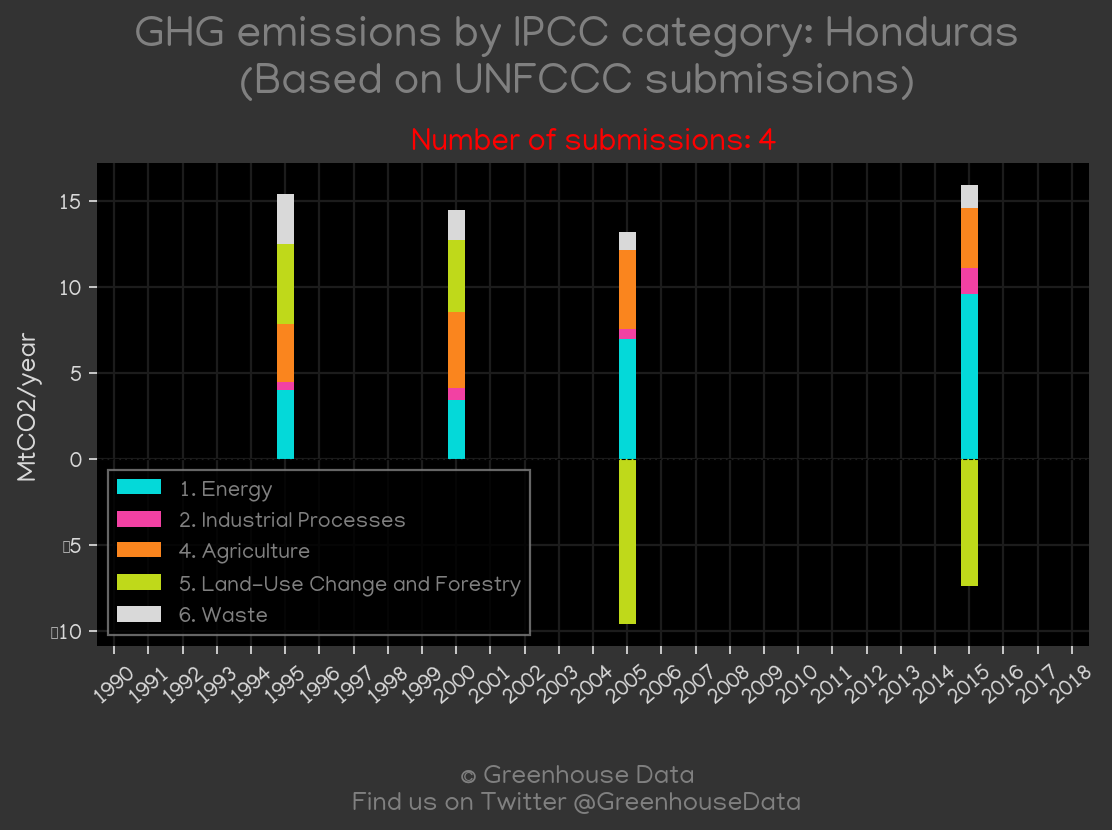 GHG emissions by IPCC category: Honduras
(Based on UNFCCC submissions)
Number of submissions: 4
MtCO2/year
15
10
5
0
▯5
▯10
1. Energy
2. Industrial Processes
4. Agriculture
5. Land-Use Change and Forestry
6. Waste
1990 1991 1992 1993 1994 1995 1996 1997 1998 1999 2000 2001 2002 2003 2004 2005 2006 2007 2008 2009 2010 2011 2012 2013 2014 2015 2016 2017 2018
© Greenhouse Data
Find us on Twitter @GreenhouseData